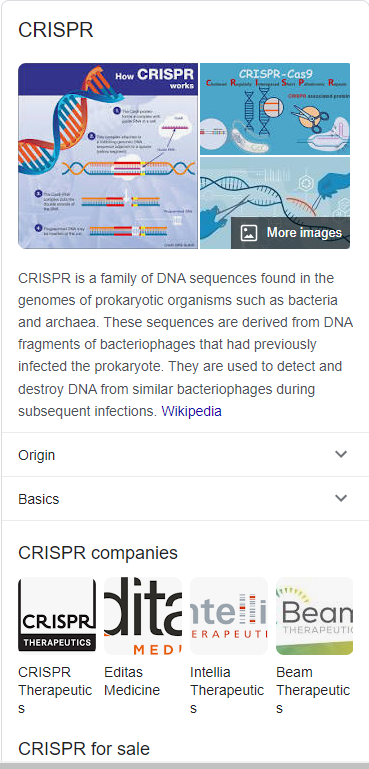 CRISPR
How CRISPR
works
CRISPR-Cas9
More images
CRISPR is a family of DNA sequences found in the
genomes of prokaryotic organisms such as bacteria
and archaea. These sequences are derived from DNA
fragments of bacteriophages that had previously
infected the prokaryote. They are used to detect and
destroy DNA from similar bacteriophages during
subsequent infections. Wikipedia
Origin
Basics
CRISPR companies
CRISPR
THERAPEUTICS
dita
MEDI
ntelli
ERAPEUTI
Beam
THERAPEUTIC
CRISPR
Therapeutic
s
Editas
Medicine
Intellia
Therapeutic
s
Beam
Therapeutic
s
CRISPR for sale